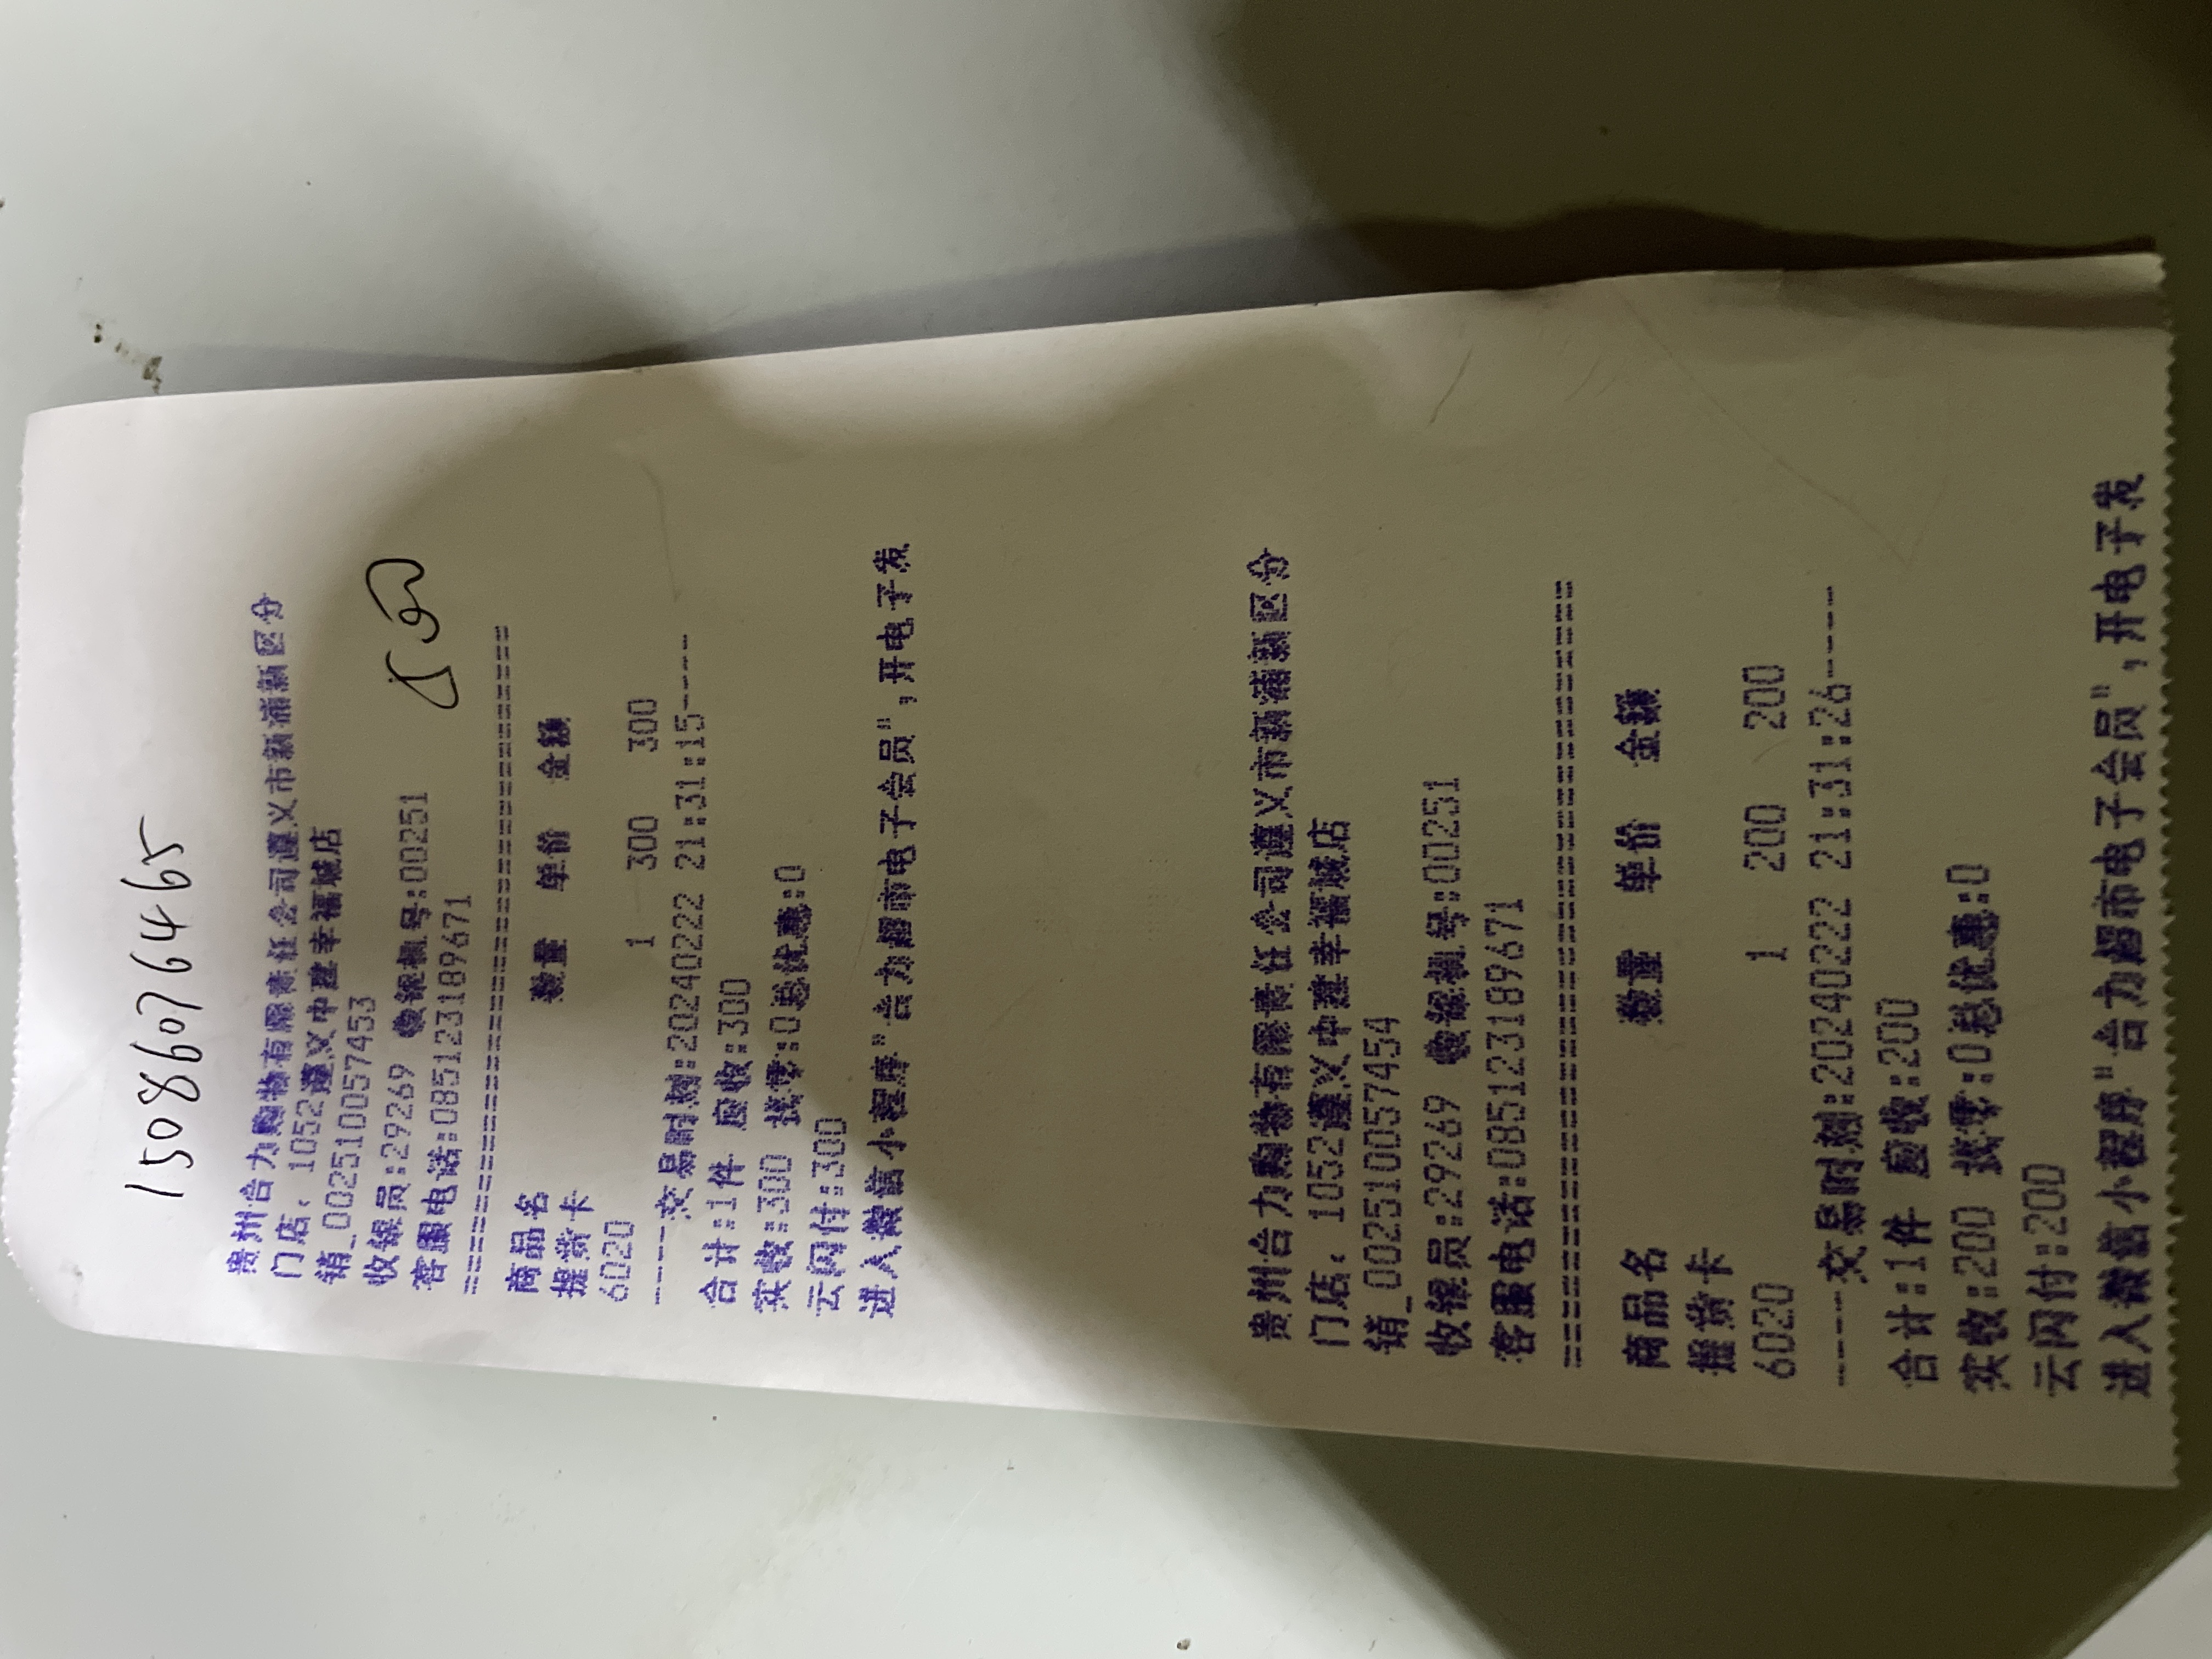 15086076465
贵州合力购物有限责任公司遵义市新浦新区分
门店: 1052遵义中建幸福城店
销_00251005745​3
收银员:29269 收银机号:00251
500
客服电话:085123189671
========================================
商品名 数量 单价 金额
提货卡
6020 1 300 300
----交易时刻:20240222 21:31:15----
合计:1件 应收:300
实收:300 找零:0总优惠:0
云闪付:300
进入微信小程序"合力超市电子会员",开电子发
贵州合力购物有限责任公司遵义市新浦新区分
门店: 1052遵义中建幸福城店
销_002510057454
收银员:29269 收银机号:00251
客服电话:085123189671
========================================
商品名 数量 单价 金额
提货卡
6020 1 200 200
----交易时刻:20240222 21:31:26----
合计:1件 应收:200
实收:200 找零:0总优惠:0
云闪付:200
进入微信小程序"合力超市电子会员",开电子发